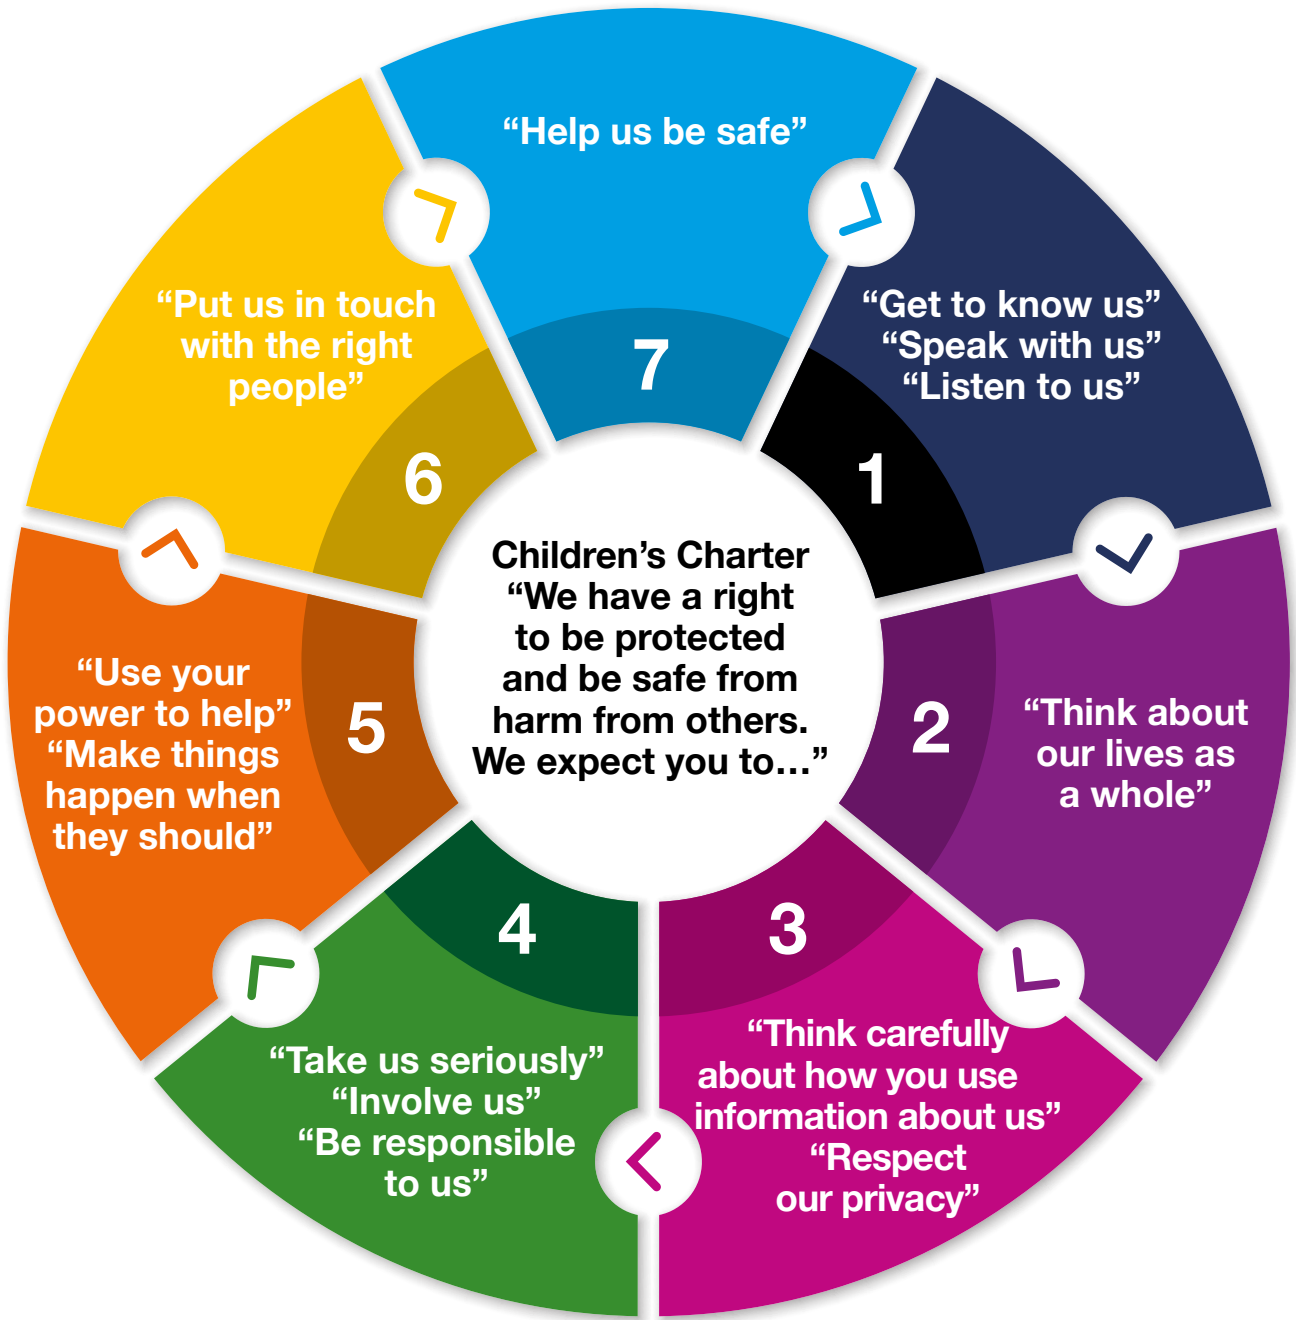 Children’s Charter
“We have a right
to be protected
and be safe from
harm from others.
We expect you to...”
1
“Get to know us”
“Speak with us”
“Listen to us”
2
“Think about
our lives as
a whole”
3
“Think carefully
about how you use
information about us”
“Respect
our privacy”
4
“Take us seriously”
“Involve us”
“Be responsible
to us”
5
“Use your
power to help”
“Make things
happen when
they should”
6
“Put us in touch
with the right
people”
7
“Help us be safe”